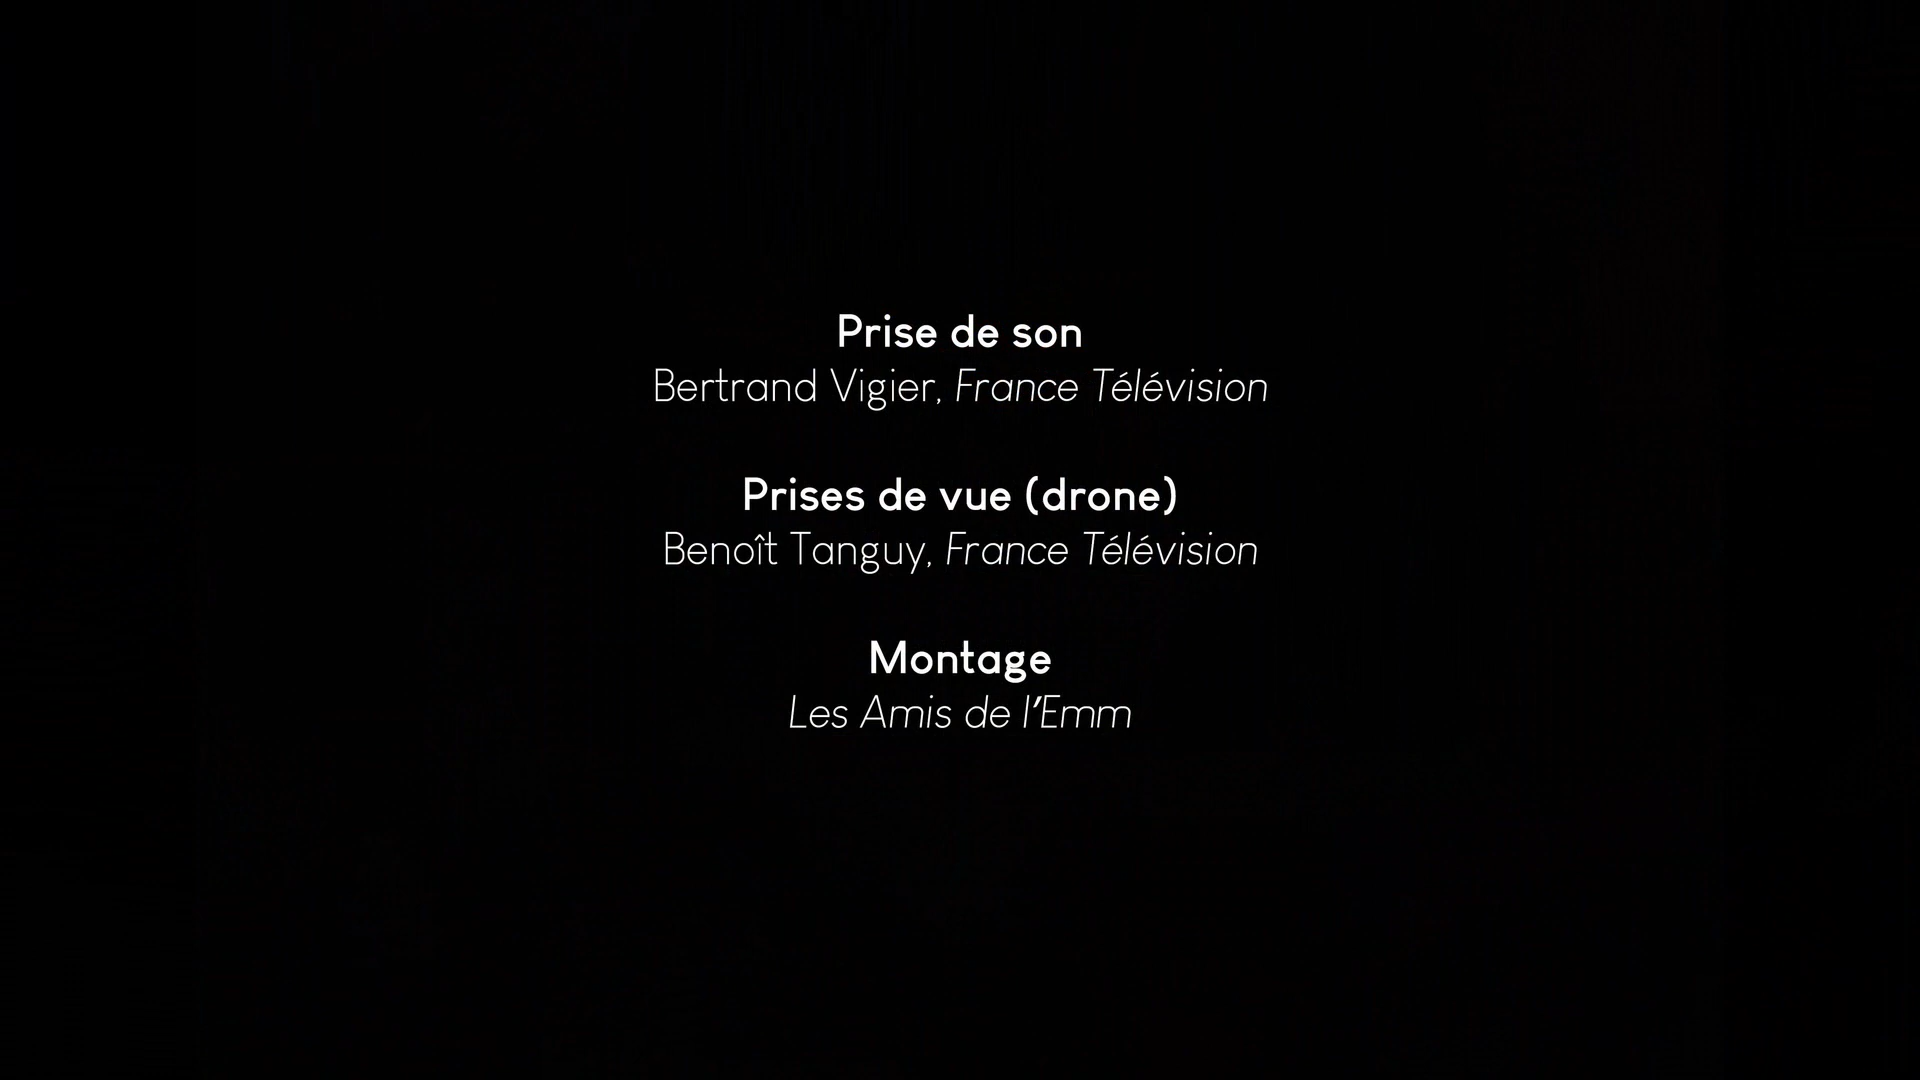 Prise de son
Bertrand Vigier, France Télévision
Prises de vue (drone)
Benoît Tanguy, France Télévision
Montage
Les Amis de l'Emm